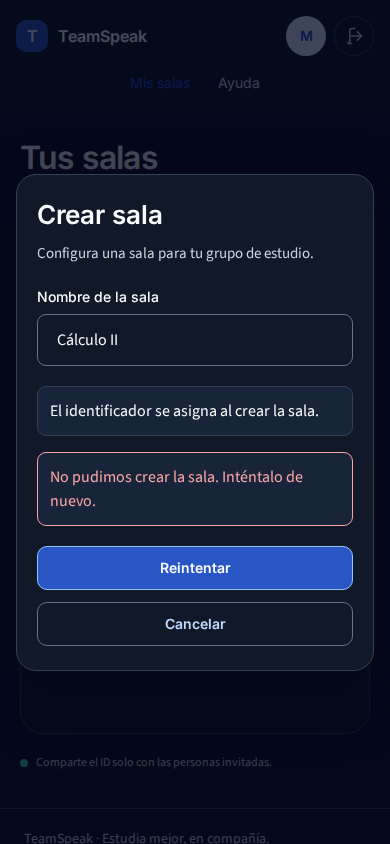 T TeamSpeak M
Mis salas Ayuda
Tus salas
Crear sala
Configura una sala para tu grupo de estudio.
Nombre de la sala
Cálculo II
El identificador se asigna al crear la sala.
No pudimos crear la sala. Inténtalo de
nuevo.
Reintentar
Cancelar
Comparte el ID solo con las personas invitadas.
TeamSpeak · Estudia mejor, en compañía.